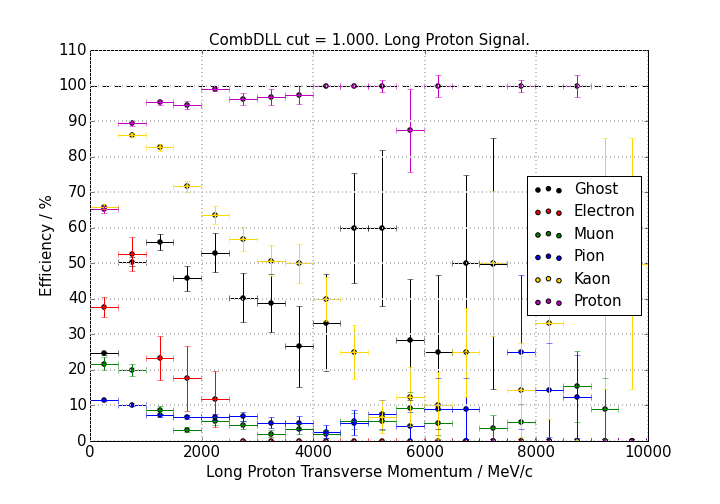 CombDLL cut = 1.000. Long Proton Signal.
110
100
90
80
70
60
50
40
30
20
10
0
Efficiency / %
Ghost
Electron
Muon
Pion
Kaon
Proton
0 2000 4000 6000 8000 10000
Long Proton Transverse Momentum / MeV/c